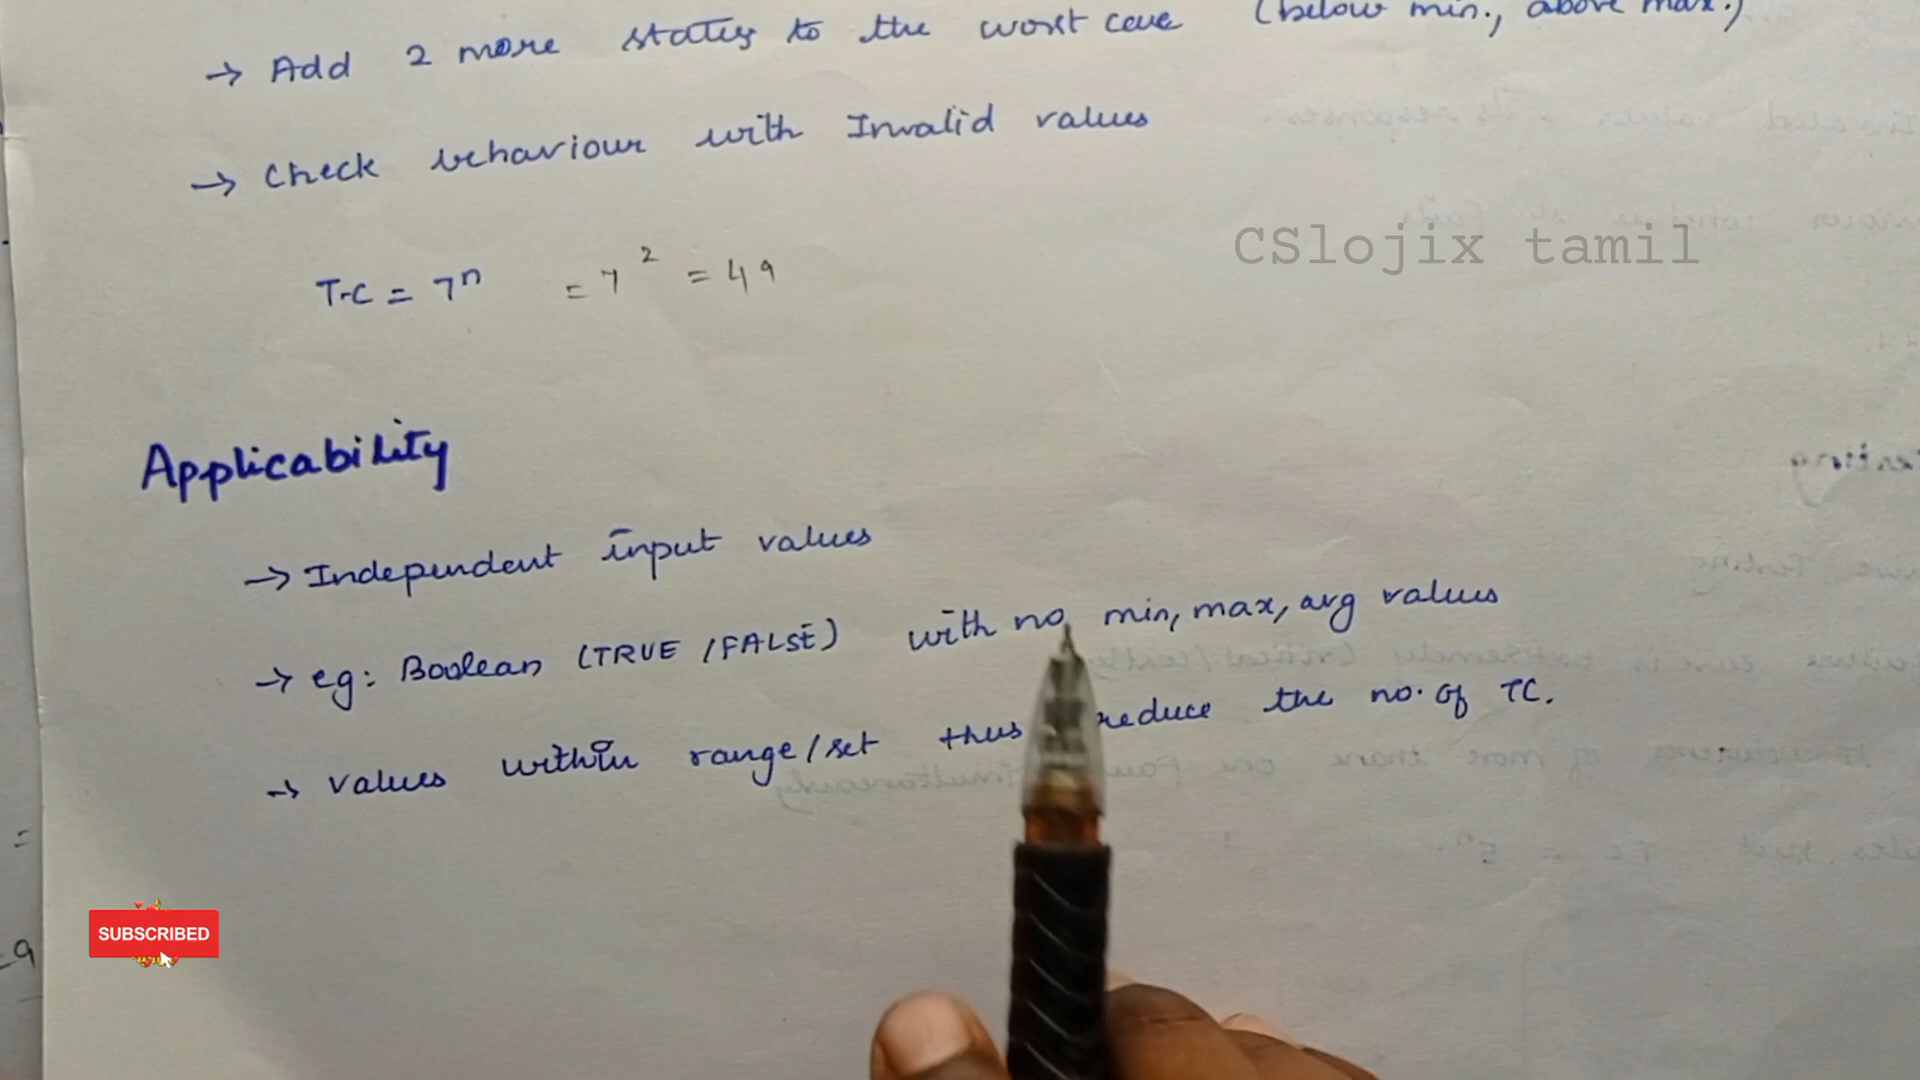 → Add 2 more states to the worst case (below min., above max.)
→ Check behaviour with Invalid values
CSlojix tamil
T-C = 7ⁿ = 7² = 49
Applicability
→ Independent input values
→ eg: Boolean (TRUE / FALSE) with no min, max, avg values
→ values within range/set thus reduce the no. of TC.
SUBSCRIBED